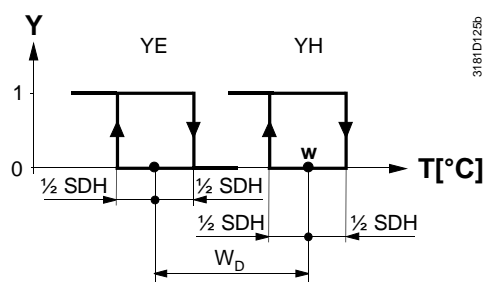 Y
YE
YH
3181D125b
1
w
0
T[°C]
½ SDH
½ SDH
½ SDH
½ SDH
W_D